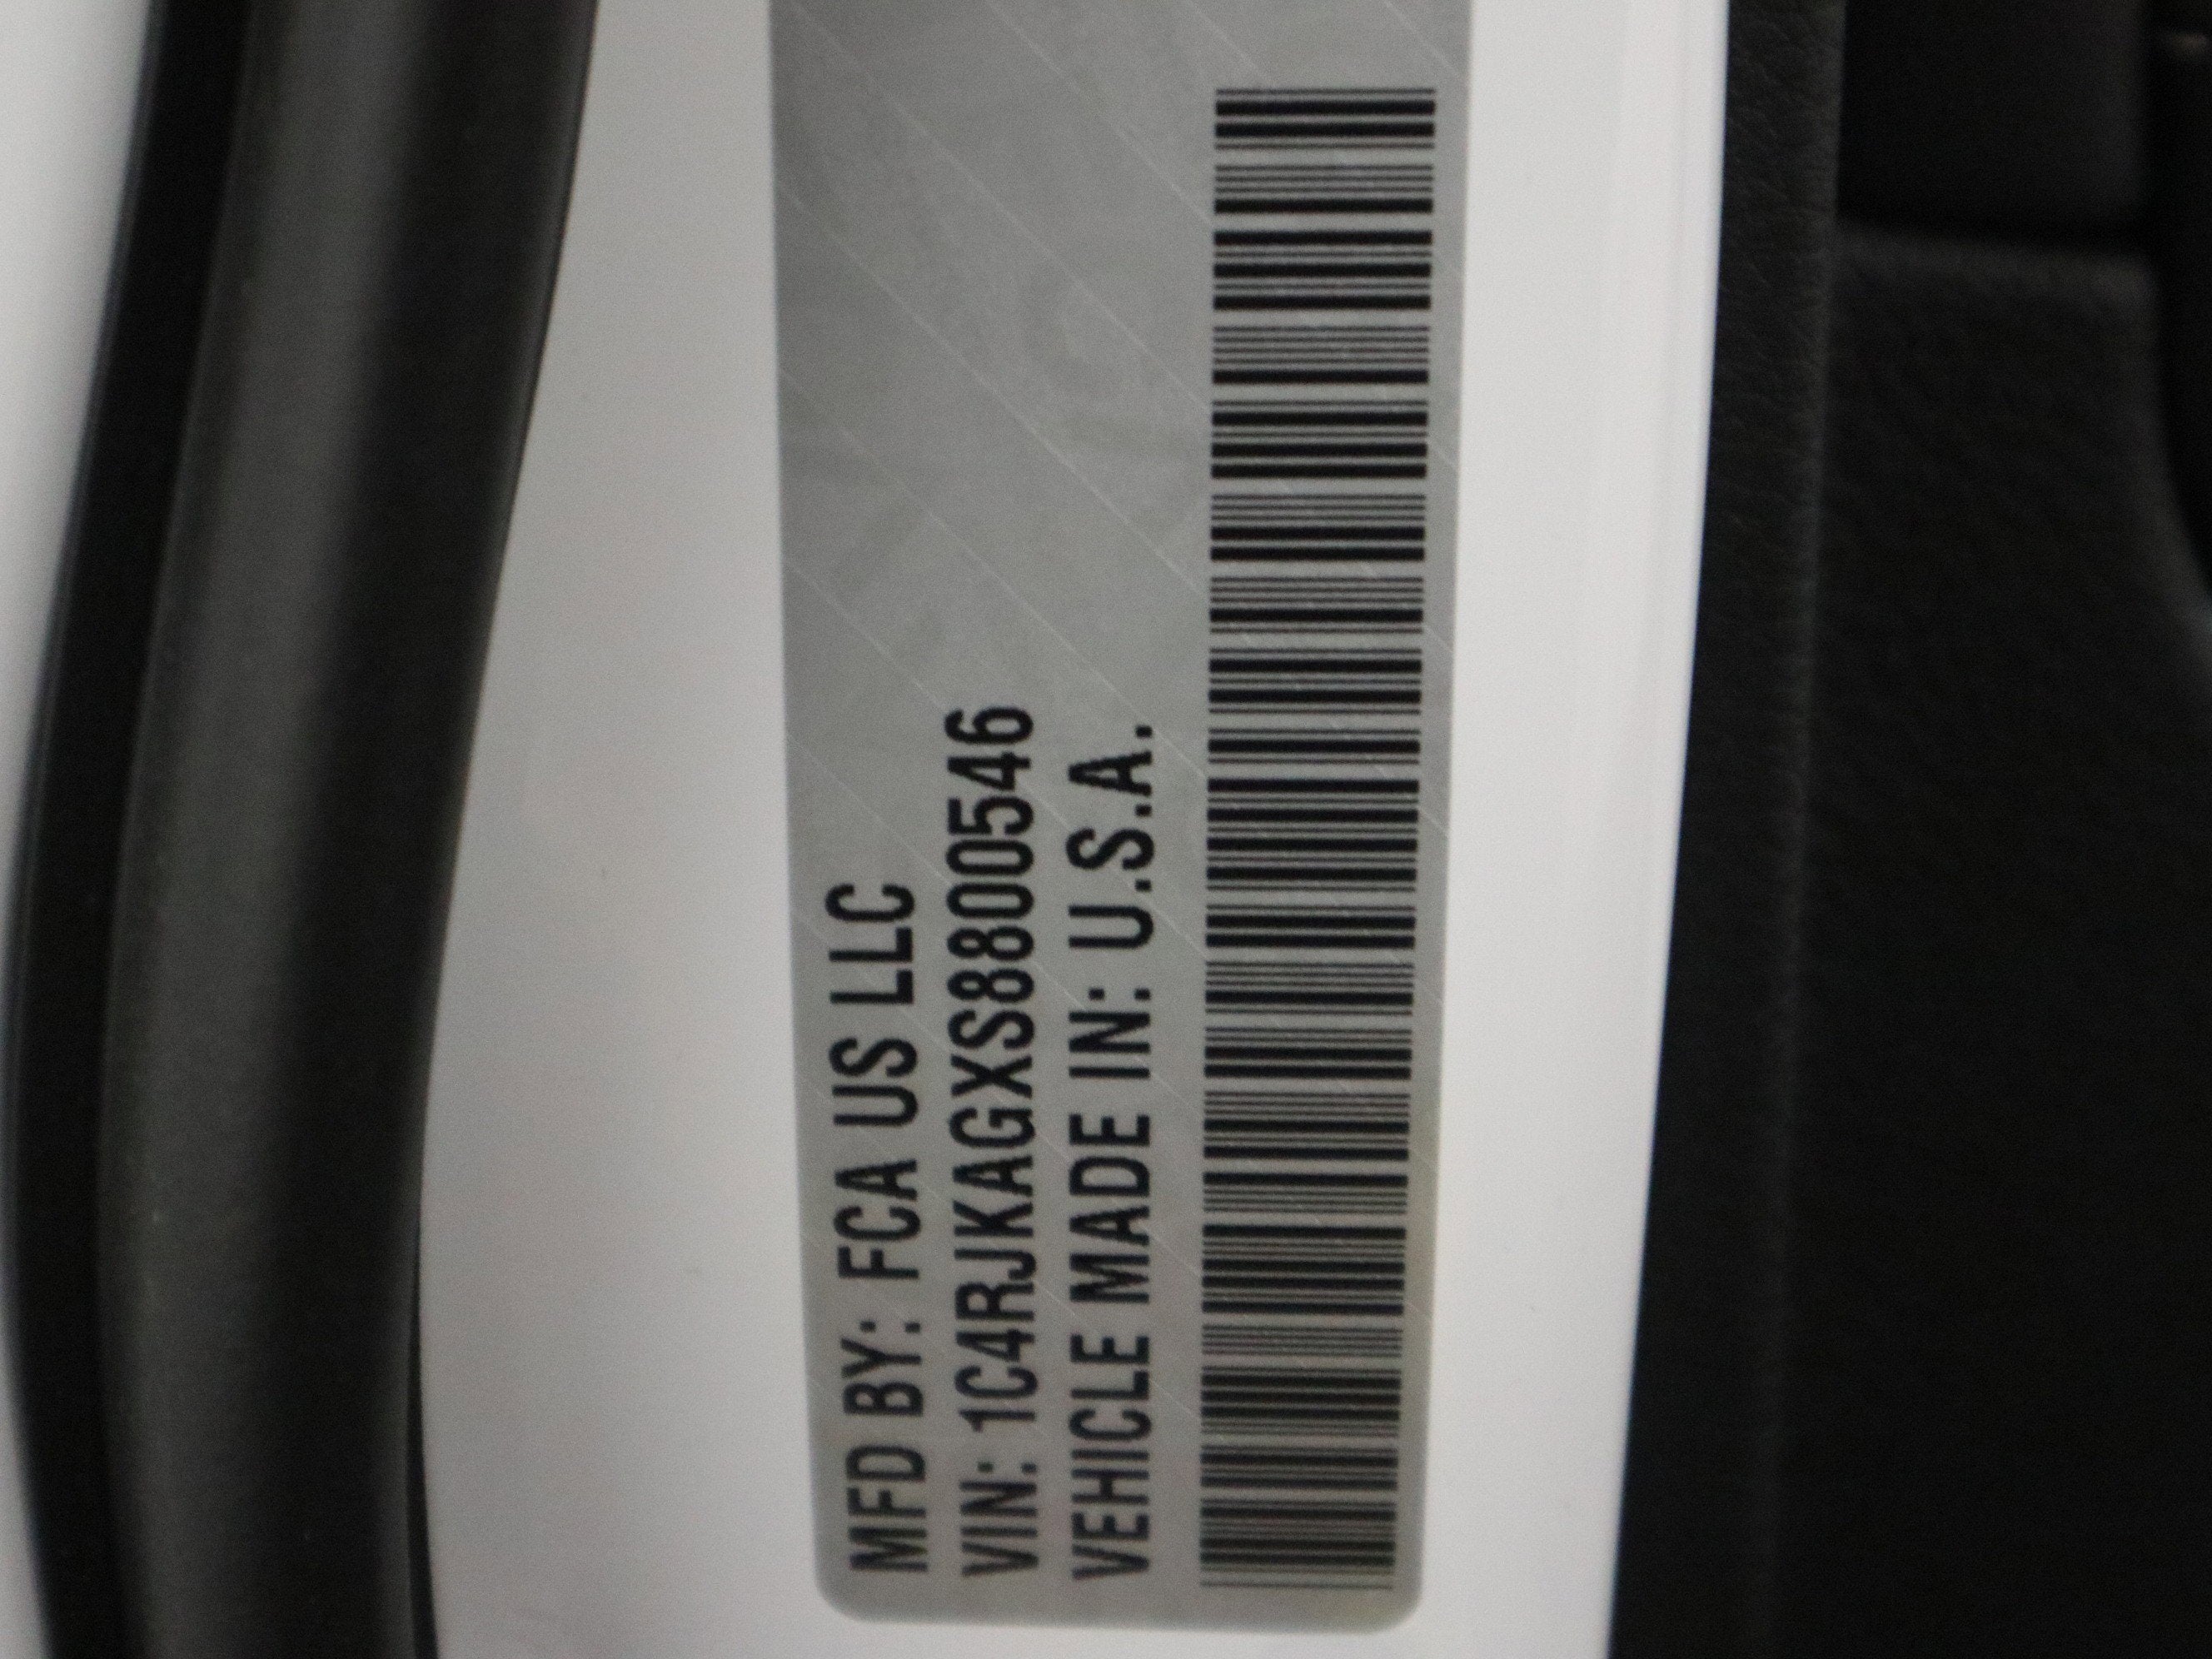 MFD BY: FCA US LLC
VIN: 1C4RJKAGXS8800546
VEHICLE MADE IN: U.S.A.